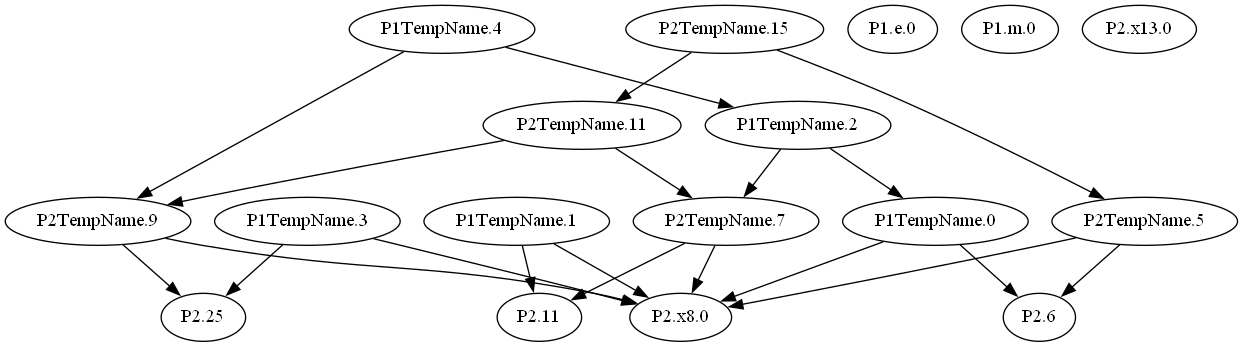 P1TempName.4
P2TempName.15
P1.e.0
P1.m.0
P2.x13.0
P2TempName.11
P1TempName.2
P2TempName.9
P1TempName.3
P1TempName.1
P2TempName.7
P1TempName.0
P2TempName.5
P2.25
P2.11
P2.x8.0
P2.6